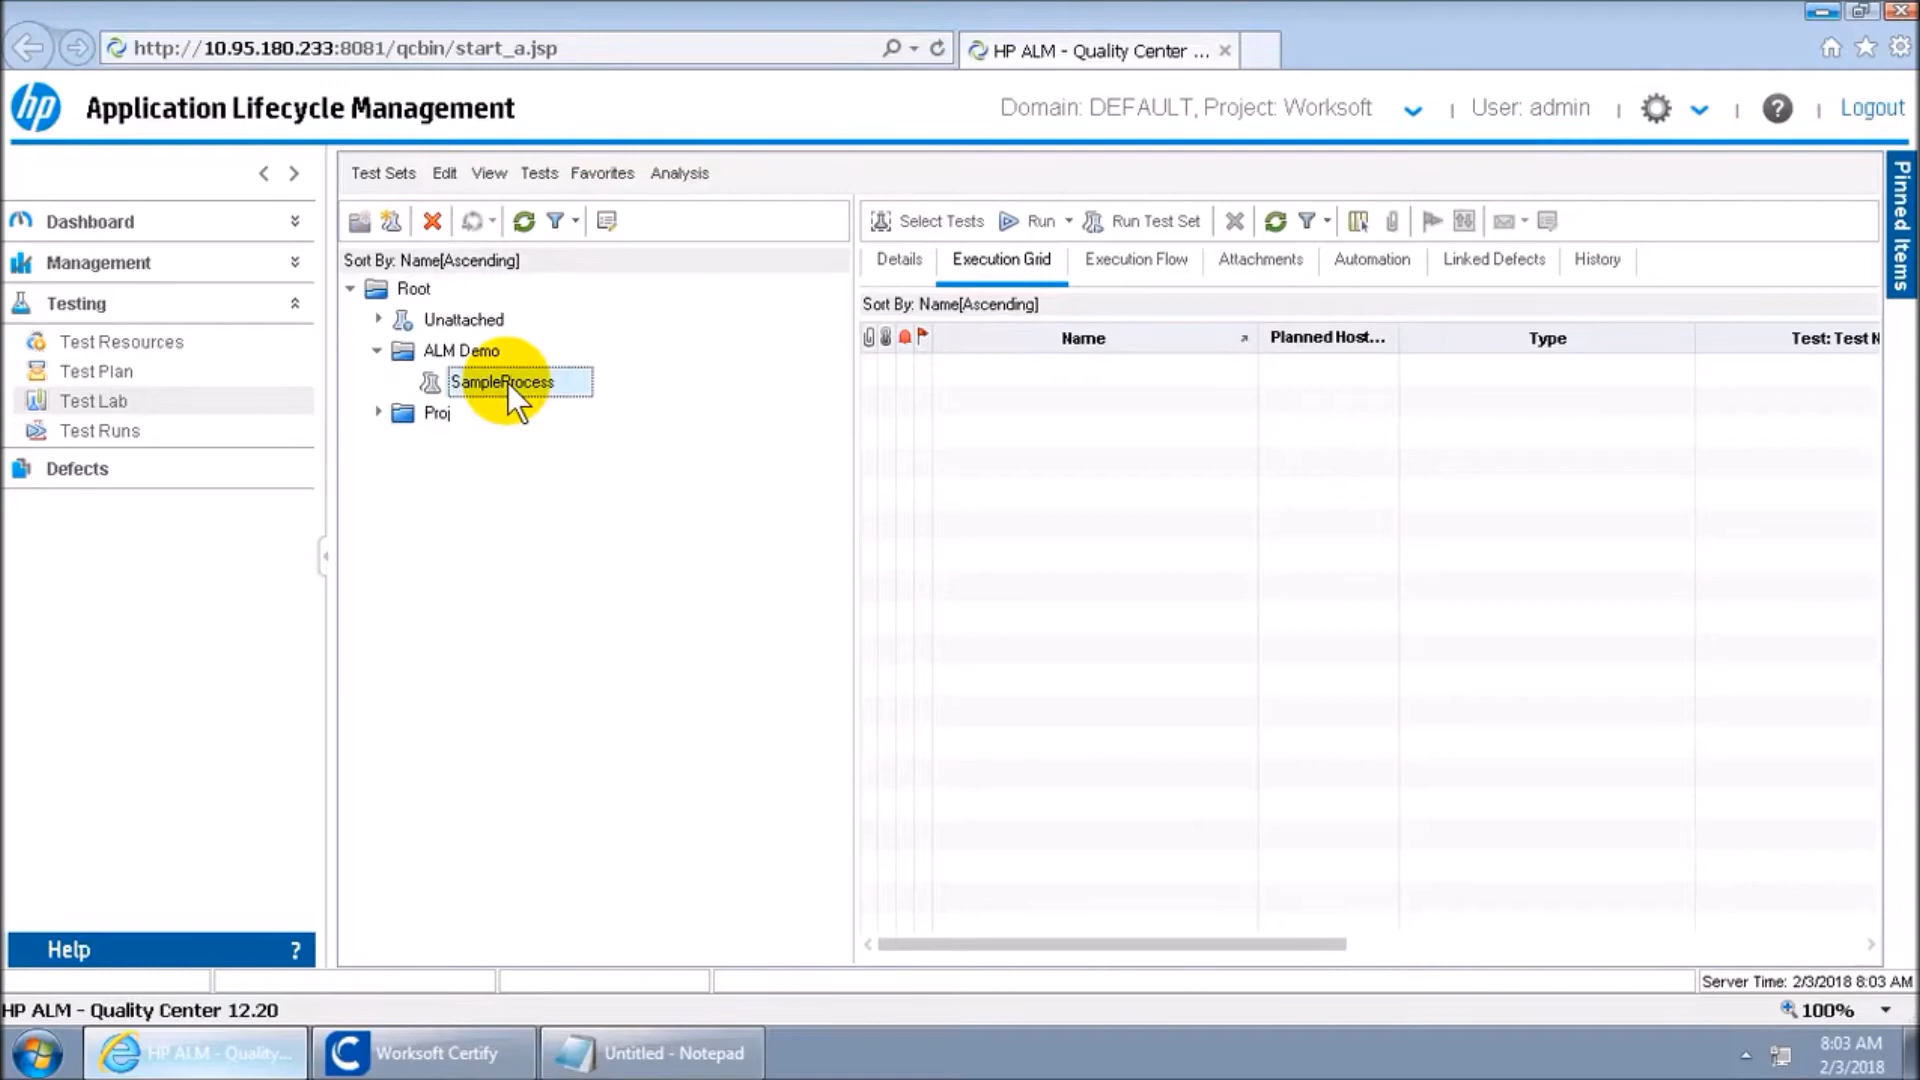 http://10.95.180.233:8081/qcbin/start_a.jsp
HP ALM - Quality Center ...
hp
Application Lifecycle Management
Domain: DEFAULT, Project: Worksoft
User: admin
?
Logout
Test Sets Edit View Tests Favorites Analysis
Pinned Items
Dashboard
Management
Testing
Test Resources
Test Plan
Test Lab
Test Runs
Defects
Sort By: Name[Ascending]
Root
Unattached
ALM Demo
SampleProcess
Proj
Select Tests Run Run Test Set
Details Execution Grid Execution Flow Attachments Automation Linked Defects History
Sort By: Name[Ascending]
Name Planned Host... Type Test: Test N
Help ?
Server Time: 2/3/2018 8:03 AM
HP ALM - Quality Center 12.20
100%
HP ALM - Quality...
Worksoft Certify
Untitled - Notepad
8:03 AM
2/3/2018